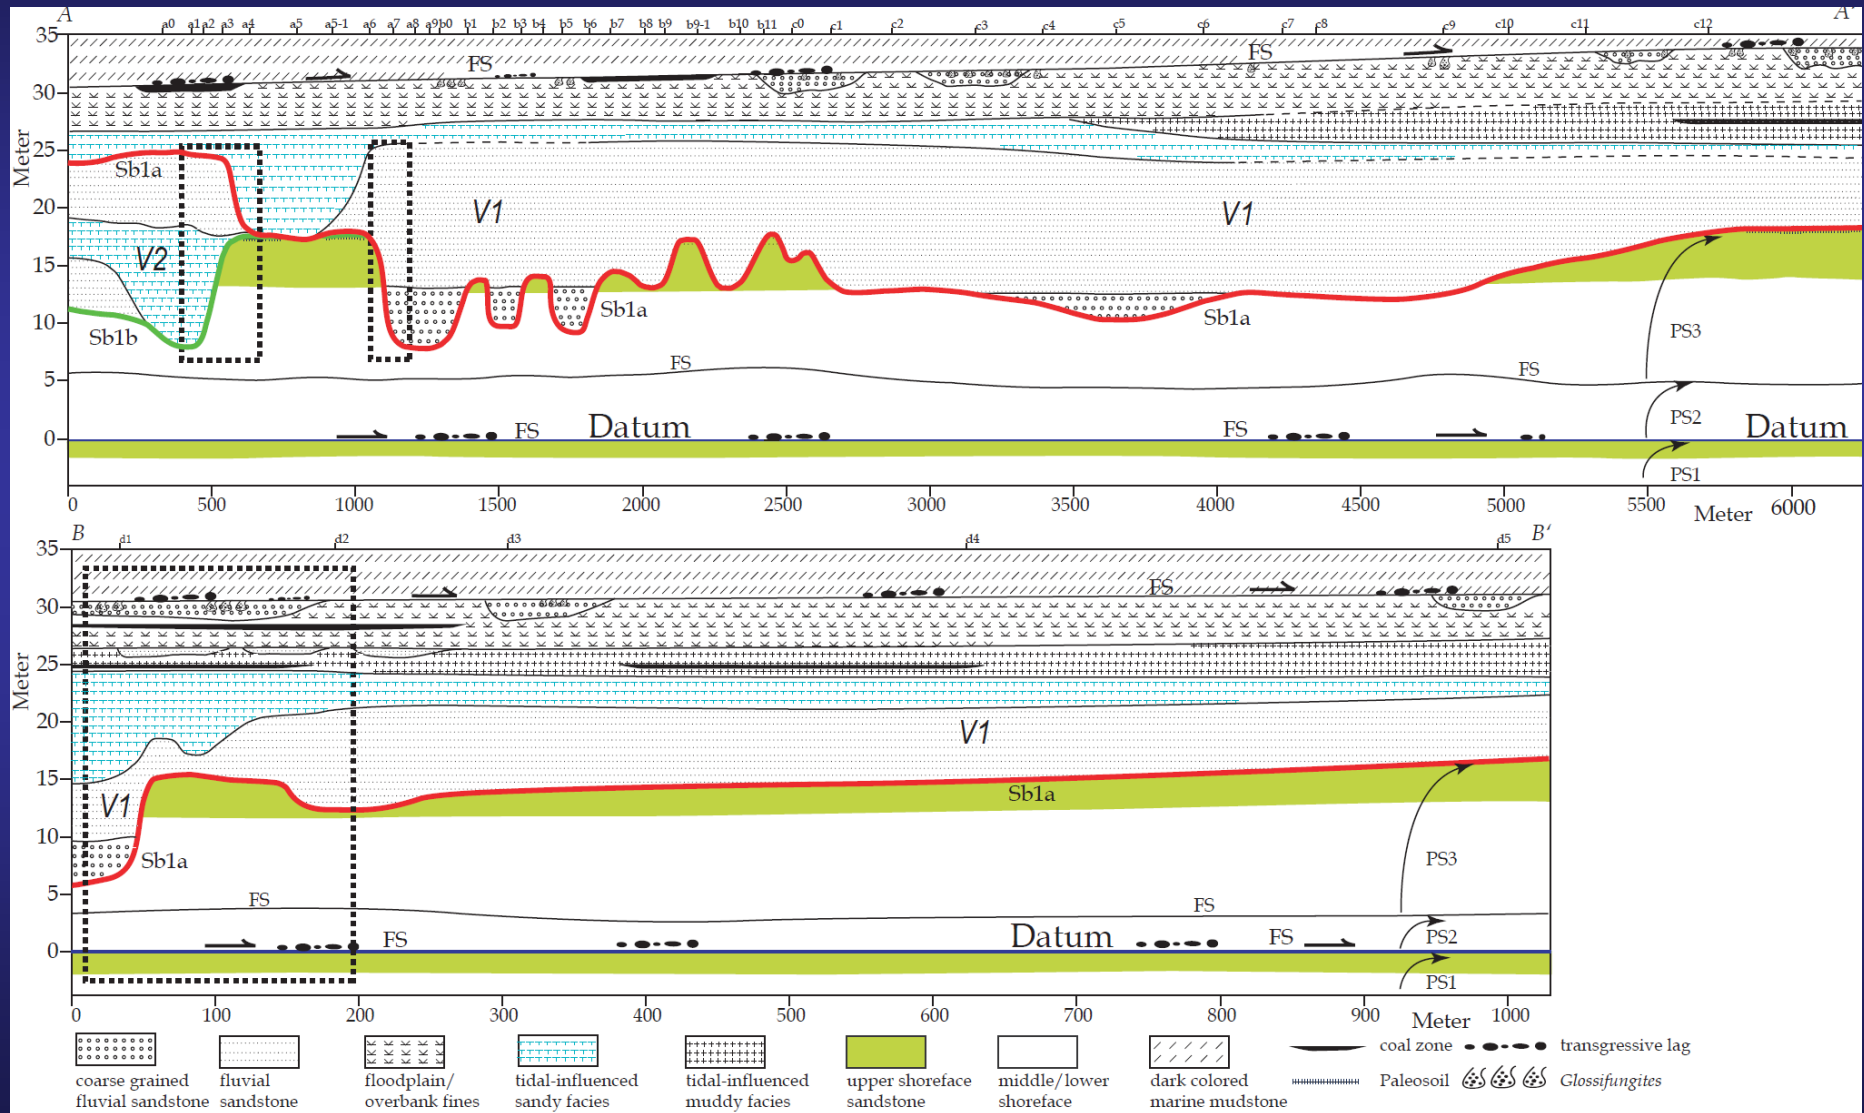 A a0 a1 a2 a3 a4 a5 a5-1 a6 a7 a8 a9 b0 b1 b2 b3 b4 b5 b6 b7 b8 b9 b9-1 b10 b11 c0 c1 c2 c3 c4 c5 c6 c7 c8 c9 c10 c11 c12 A'
35
FS FS
30
25
Sb1a
20
V1 V1
V2
15
Sb1a Sb1a
10
Sb1b
PS3
FS FS
5
PS2
FS Datum FS Datum
0
PS1
Meter
0 500 1000 1500 2000 2500 3000 3500 4000 4500 5000 5500 Meter 6000
B d1 d2 d3 d4 d5 B'
35
FS
30
25
20
V1
15
V1 Sb1a
10
Sb1a PS3
5
FS FS
PS2
FS Datum FS
0
PS1
Meter
0 100 200 300 400 500 600 700 800 900 Meter 1000
coarse grained
fluvial sandstone
fluvial
sandstone
floodplain/
overbank fines
tidal-influenced
sandy facies
tidal-influenced
muddy facies
upper shoreface
sandstone
middle/lower
shoreface
dark colored
marine mudstone
coal zone
transgressive lag
Paleosoil
Glossifungites